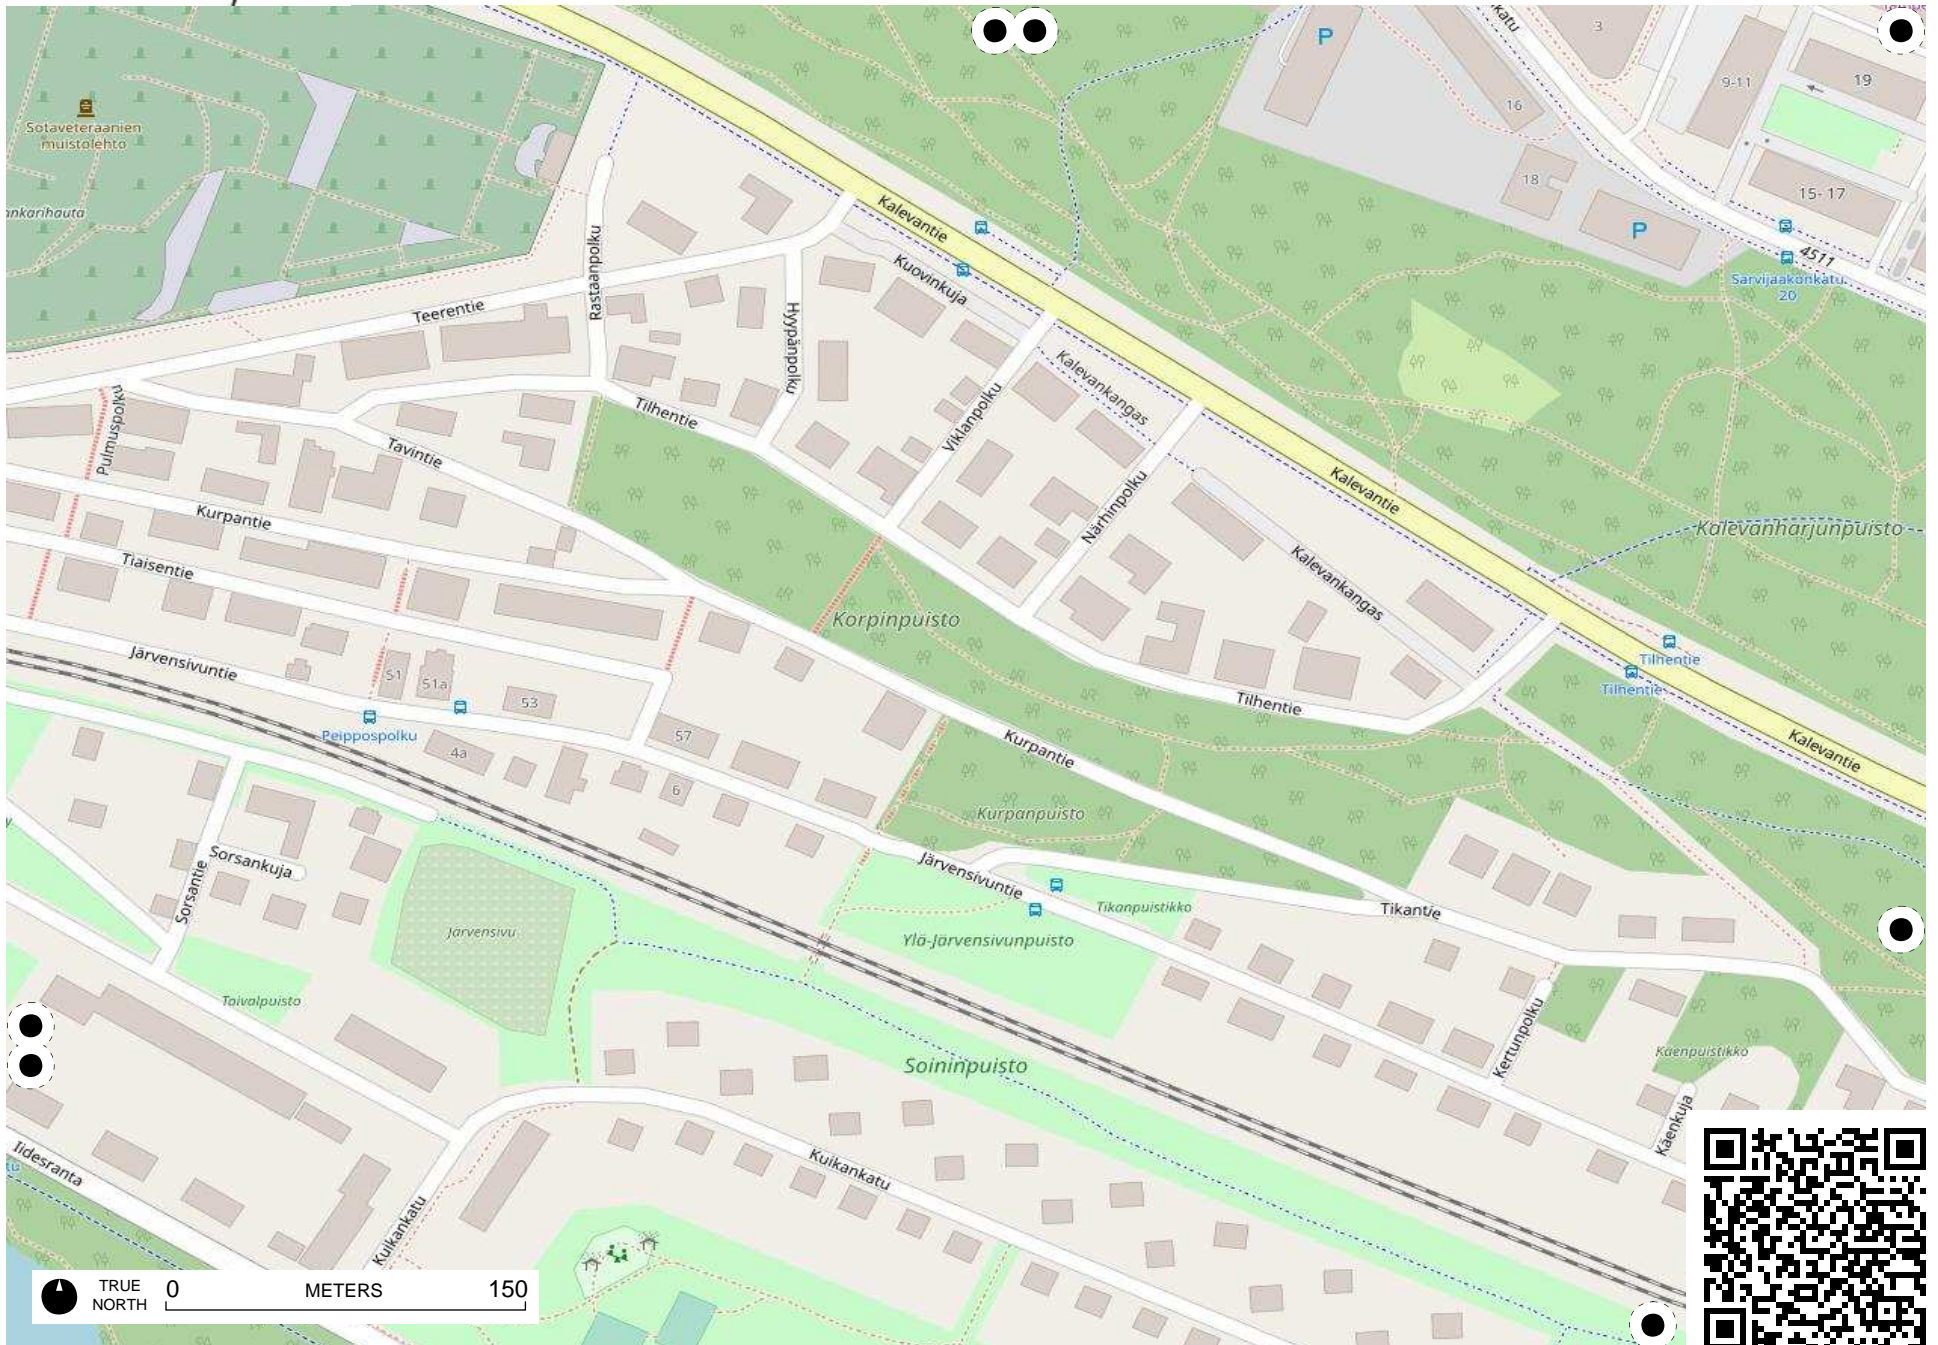 3
9-11
19
16
15-17
18
4511
Sarvijaakonkatu
20
Sotaveteraanien
muistolehto
Kalevantie
Rastaanpolku
Kuovinkuja
Teerentie
Hyypänpolku
Kalevankangas
Viklanpolku
Pulmuspolku
Tilhentie
Tavintie
Kalevantie
Närhinpolku
Kurpantie
Kalevanharjunpuisto
Tiaisentie
Kalevankangas
Korpinpuisto
Järvensivuntie
51
51a
53
Tilhentie
Tilhentie
Tilhentie
Peippospolku
57
4a
Kurpantie
Kalevantie
6
Kurpanpuisto
Sorsankuja
Sorsantie
Järvensivuntie
Tikanpuistikko
Tikantie
Järvensivu
Ylä-Järvensivunpuisto
Toivalpuisto
Kertunpolku
Soininpuisto
Käenpuistikko
Käenkuja
Iidesranta
Kuikankatu
Kuikankatu
TRUE
NORTH
0 METERS 150